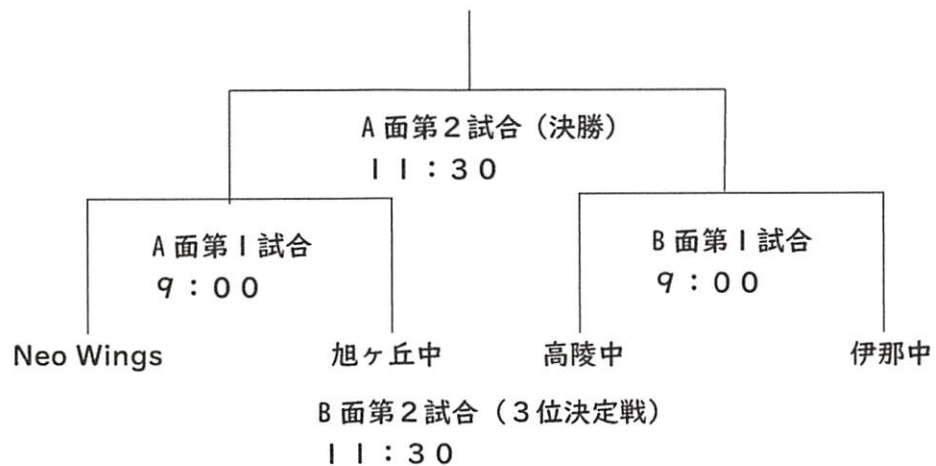 A面第2試合（決勝）
11：30
A面第1試合
9：00
B面第1試合
9：00
Neo Wings
旭ヶ丘中
高陵中
伊那中
B面第2試合（3位決定戦）
11：30